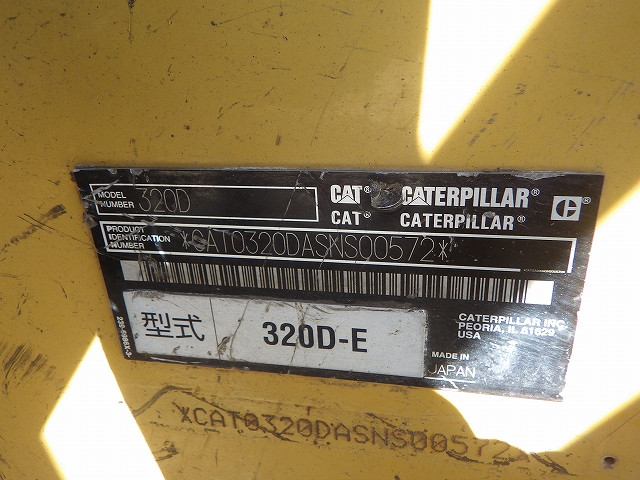 MODEL NUMBER 320D
CAT® CATERPILLAR®
CAT® CATERPILLAR®
PRODUCT IDENTIFICATION NUMBER *CAT0320DASNS00572*
型式 320D-E
CATERPILLAR INC
PEORIA, IL 61629
USA
MADE IN
JAPAN
*CAT0320DASNS00572